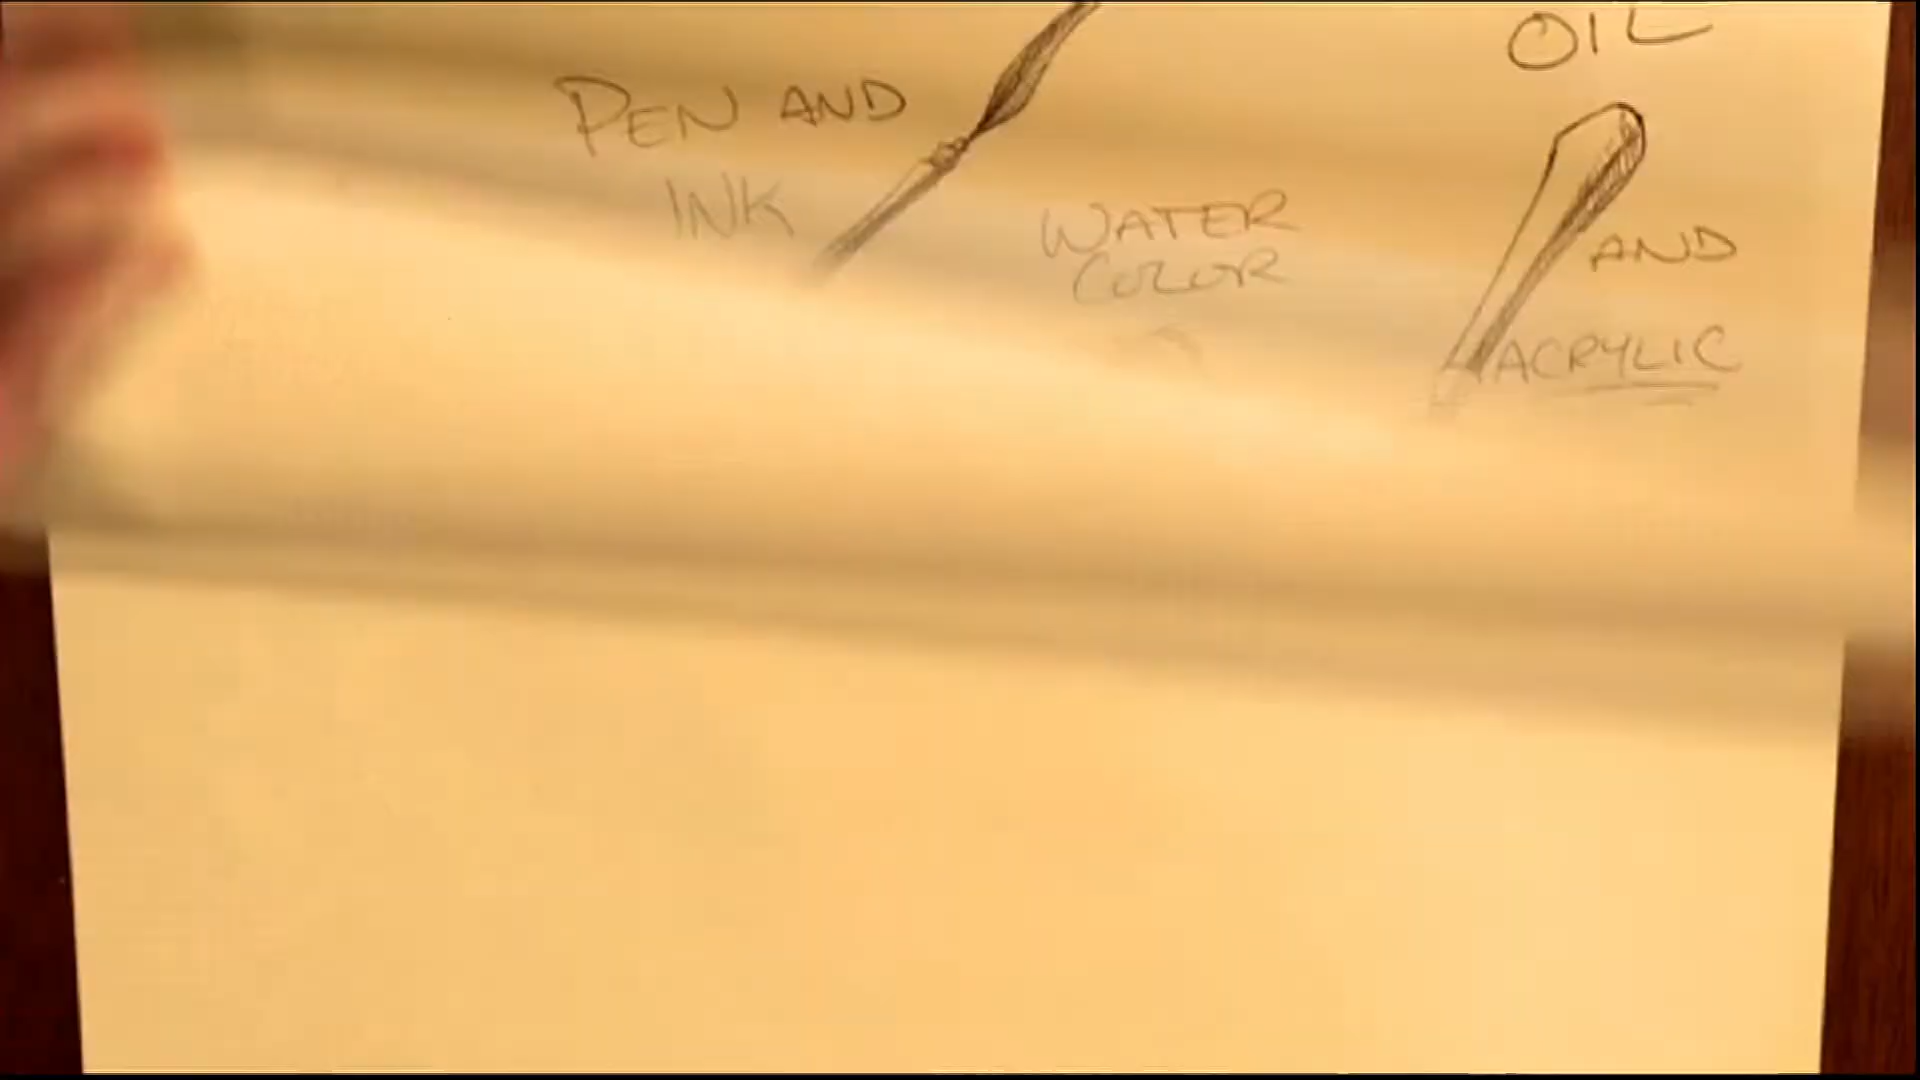 PEN AND
INK
WATER
COLOR
OIL
AND
ACRYLIC